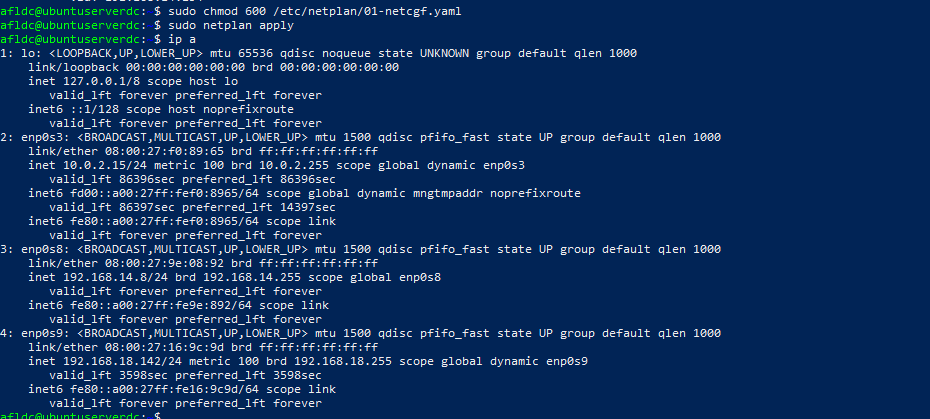 afldc@ubuntuserverdc: $ sudo chmod 600 /etc/netplan/01-netcgf.yaml
afldc@ubuntuserverdc: $ sudo netplan apply
afldc@ubuntuserverdc: $ ip a
1: lo: <LOOPBACK,UP,LOWER_UP> mtu 65536 qdisc noqueue state UNKNOWN group default qlen 1000
link/loopback 00:00:00:00:00:00 brd 00:00:00:00:00:00
inet 127.0.0.1/8 scope host lo
valid_lft forever preferred_lft forever
inet6 ::1/128 scope host noprefixroute
valid_lft forever preferred_lft forever
2: enp0s3: <BROADCAST,MULTICAST,UP,LOWER_UP> mtu 1500 qdisc pfifo_fast state UP group default qlen 1000
link/ether 08:00:27:f0:89:65 brd ff:ff:ff:ff:ff:ff
inet 10.0.2.15/24 metric 100 brd 10.0.2.255 scope global dynamic enp0s3
valid_lft 86396sec preferred_lft 86396sec
inet6 fd00::a00:27ff:fef0:8965/64 scope global dynamic mngtmpaddr noprefixroute
valid_lft 86397sec preferred_lft 14397sec
inet6 fe80::a00:27ff:fef0:8965/64 scope link
valid_lft forever preferred_lft forever
3: enp0s8: <BROADCAST,MULTICAST,UP,LOWER_UP> mtu 1500 qdisc pfifo_fast state UP group default qlen 1000
link/ether 08:00:27:9e:08:92 brd ff:ff:ff:ff:ff:ff
inet 192.168.14.8/24 brd 192.168.14.255 scope global enp0s8
valid_lft forever preferred_lft forever
inet6 fe80::a00:27ff:fe9e:892/64 scope link
valid_lft forever preferred_lft forever
4: enp0s9: <BROADCAST,MULTICAST,UP,LOWER_UP> mtu 1500 qdisc pfifo_fast state UP group default qlen 1000
link/ether 08:00:27:16:9c:9d brd ff:ff:ff:ff:ff:ff
inet 192.168.18.142/24 metric 100 brd 192.168.18.255 scope global dynamic enp0s9
valid_lft 3598sec preferred_lft 3598sec
inet6 fe80::a00:27ff:fe16:9c9d/64 scope link
valid_lft forever preferred_lft forever
afldc@ubuntuserverdc: $